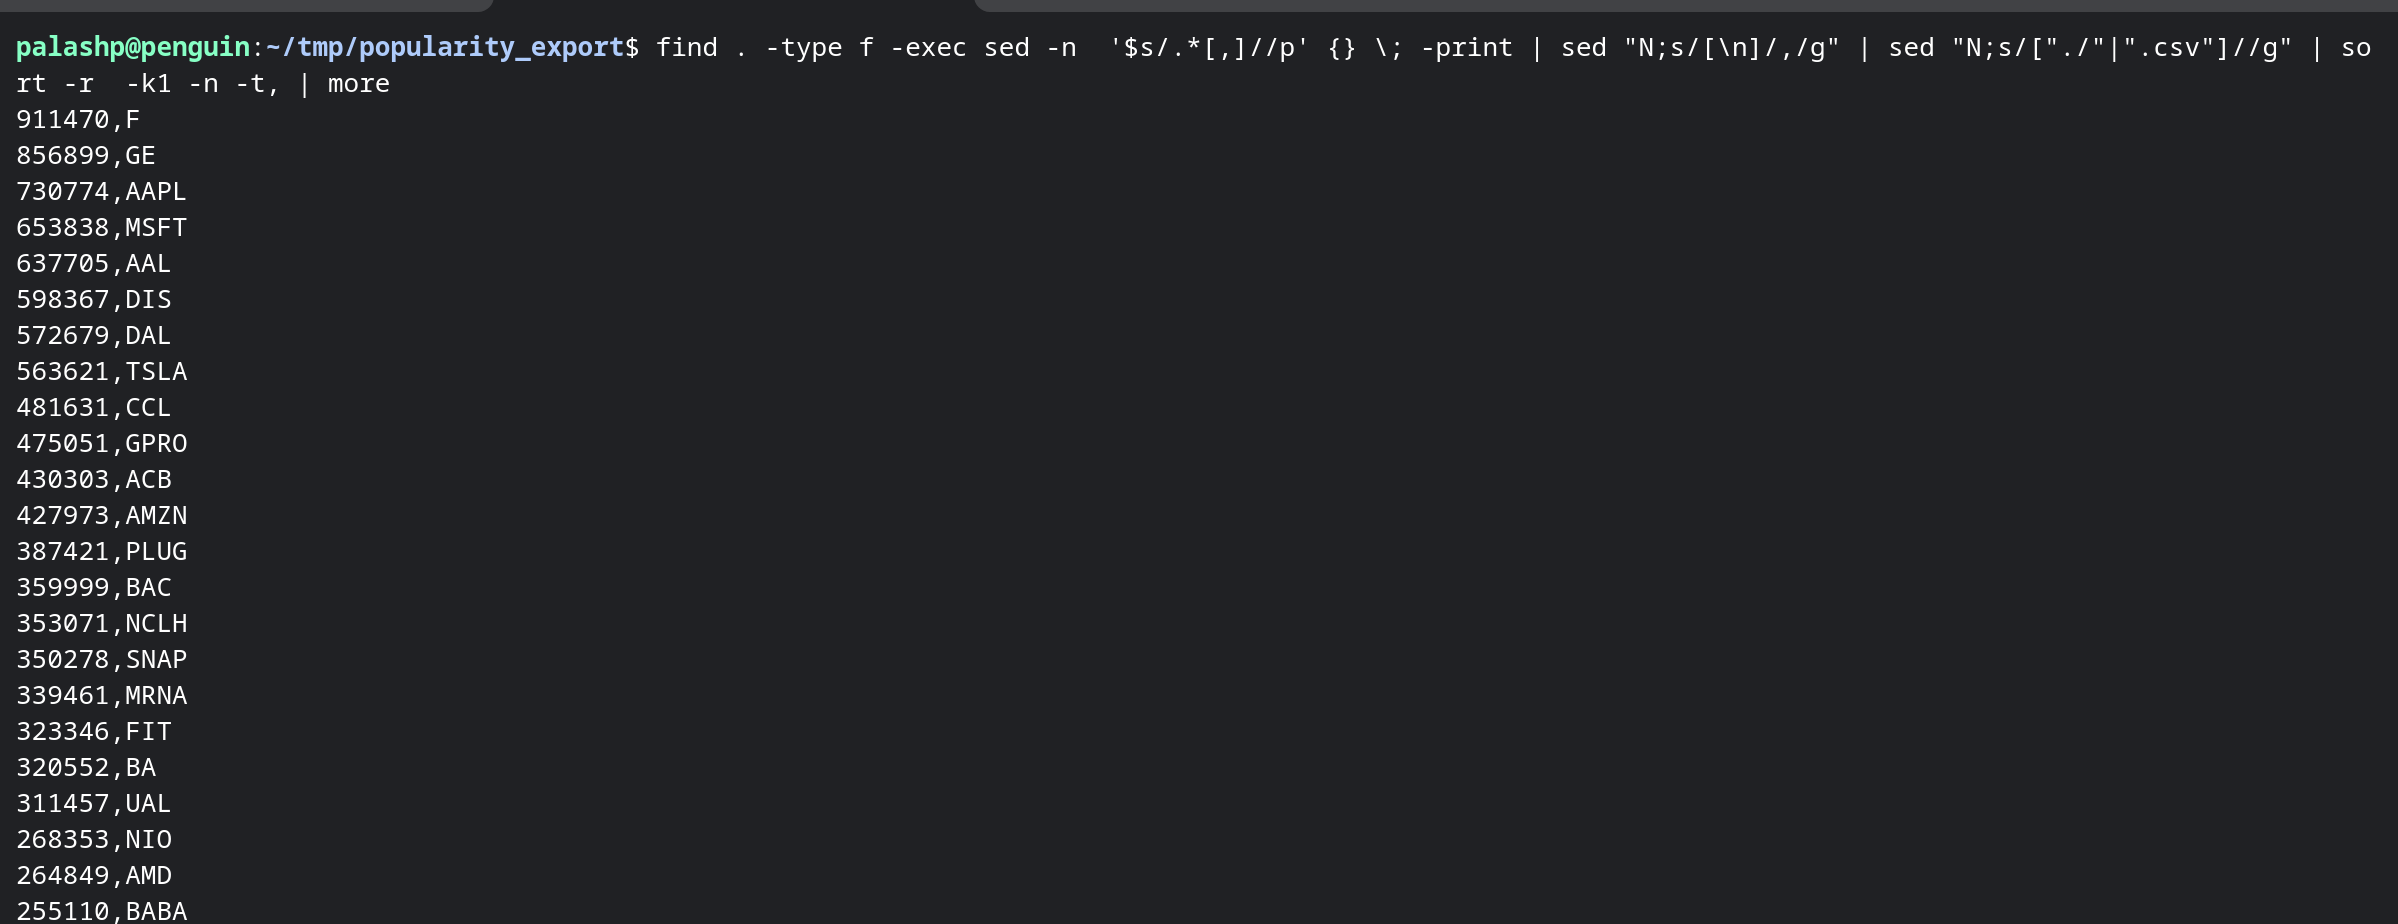 palashp@penguin:~/tmp/popularity_export$ find . -type f -exec sed -n  '$s/.*[,]//p' {} \; -print | sed "N;s/[\n]/,/g" | sed "N;s/["./"|".csv"]//g" | so
rt -r  -k1 -n -t, | more
911470,F
856899,GE
730774,AAPL
653838,MSFT
637705,AAL
598367,DIS
572679,DAL
563621,TSLA
481631,CCL
475051,GPRO
430303,ACB
427973,AMZN
387421,PLUG
359999,BAC
353071,NCLH
350278,SNAP
339461,MRNA
323346,FIT
320552,BA
311457,UAL
268353,NIO
264849,AMD
255110,BABA